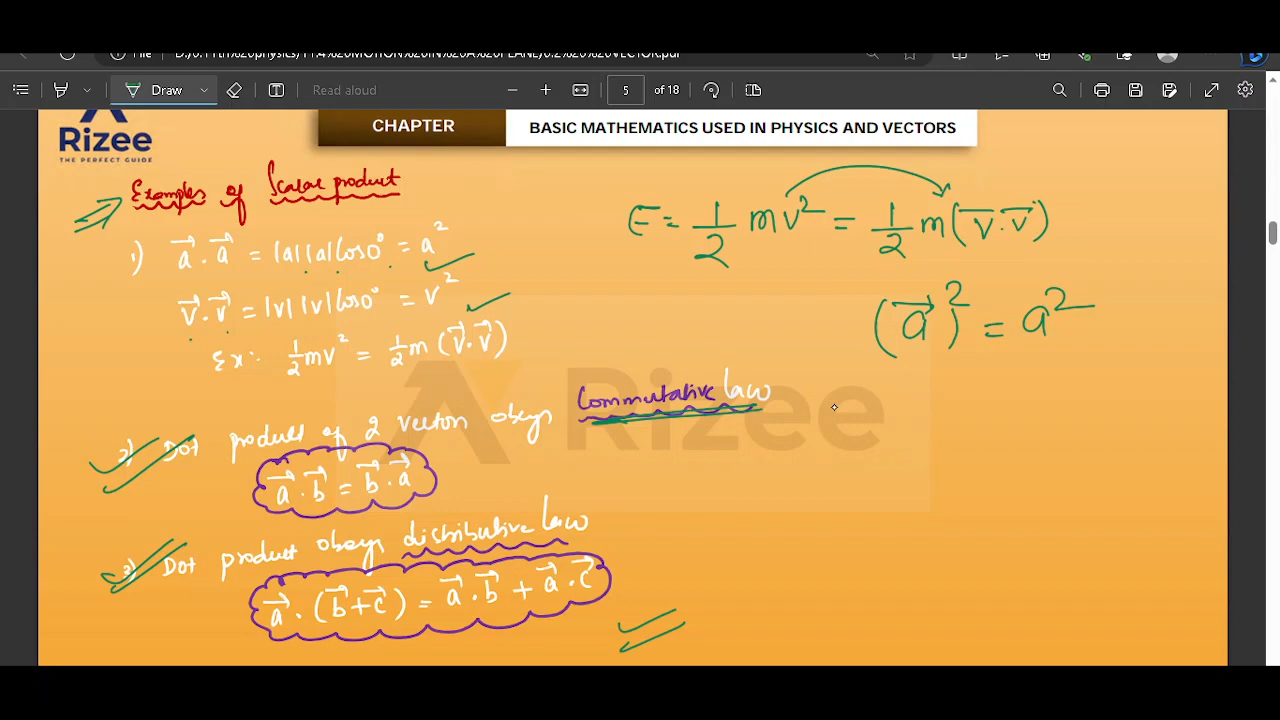 Draw
Read aloud
5 of 18
Rizee
THE PERFECT GUIDE
CHAPTER
BASIC MATHEMATICS USED IN PHYSICS AND VECTORS
Examples of Scalar product
1) a⃗ . a⃗ = |a| |a| Cos0° = a²
v⃗ . v⃗ = |v| |v| Cos0° = v²
Ex: ½mv² = ½m (v⃗.v⃗)
E = ½ mv² = ½ m(v⃗.v⃗)
(a⃗)² = a²
2) Dot product of 2 vector obeys Commutative law
a⃗ . b⃗ = b⃗ . a⃗
3) Dot product obeys distributive law
a⃗ . (b⃗+c⃗) = a⃗ . b⃗ + a⃗ . c⃗
Rizee